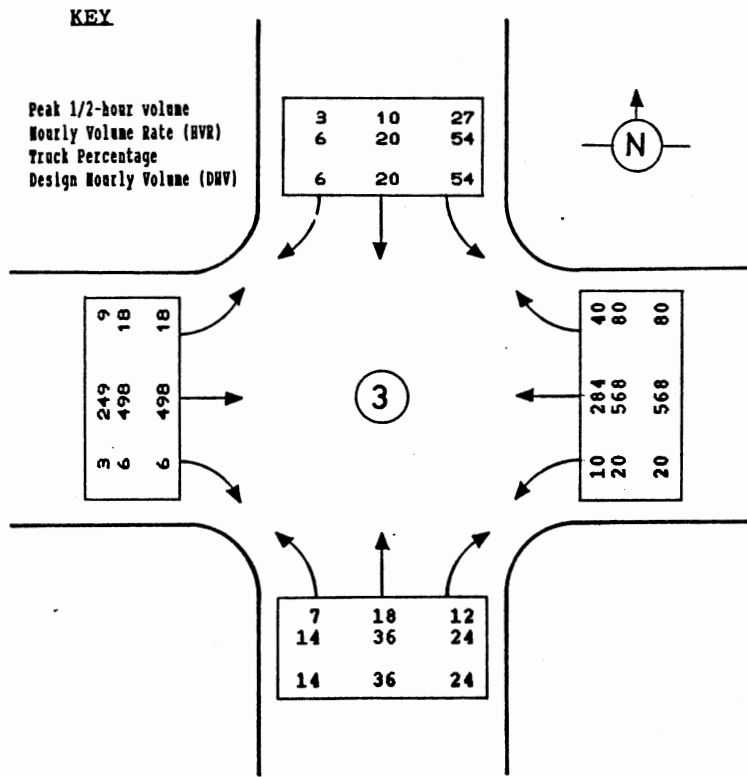 KEY
Peak 1/2-hour volume
Hourly Volume Rate (HVR)
Truck Percentage
Design Hourly Volume (DHV)
3 10 27
6 20 54
6 20 54
N
9 18 18
249 498 498
3 6 6
3
40 80 80
284 568 568
10 20 20
7 18 12
14 36 24
14 36 24